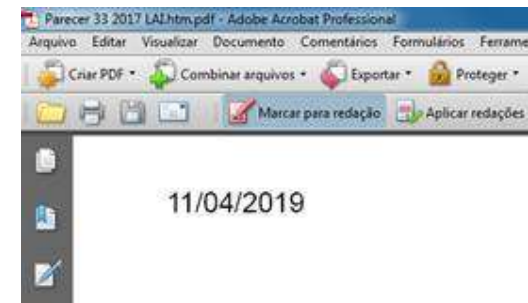 Parecer 33 2017 LAI.htm.pdf - Adobe Acrobat Professional
Arquivo Editar Visualizar Documento Comentários Formulários Ferrame
Criar PDF Combinar arquivos Exportar Proteger
Marcar para redação Aplicar redações
11/04/2019